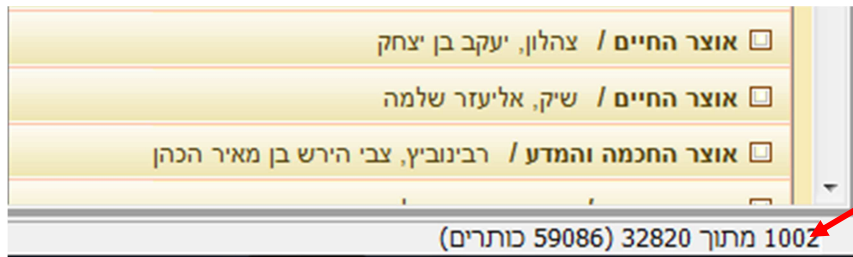 אוצר החיים / צהלון, יעקב בן יצחק
אוצר החיים / שיק, אליעזר שלמה
אוצר החכמה והמדע / רבינוביץ, צבי הירש בן מאיר הכהן
1002 מתוך 32820 (59086 כותרים)